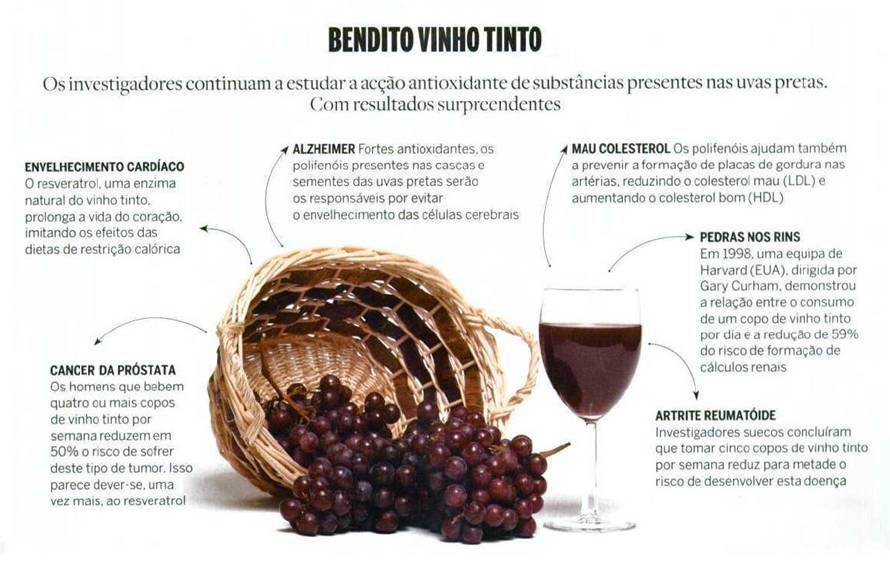 BENDITO VINHO TINTO
Os investigadores continuam a estudar a acção antioxidante de substâncias presentes nas uvas pretas.
Com resultados surpreendentes
ENVELHECIMENTO CARDÍACO
O resveratrol, uma enzima
natural do vinho tinto,
prolonga a vida do coração,
imitando os efeitos das
dietas de restrição calórica
ALZHEIMER Fortes antioxidantes, os
polifenóis presentes nas cascas e
sementes das uvas pretas serão
os responsáveis por evitar
o envelhecimento das células cerebrais
MAU COLESTEROL Os polifenóis ajudam também
a prevenir a formação de placas de gordura nas
artérias, reduzindo o colesterol mau (LDL) e
aumentando o colesterol bom (HDL)
PEDRAS NOS RINS
Em 1998, uma equipa de
Harvard (EUA), dirigida por
Gary Curham, demonstrou
a relação entre o consumo
de um copo de vinho tinto
por dia e a redução de 59%
do risco de formação de
cálculos renais
CANCER DA PRÓSTATA
Os homens que bebem
quatro ou mais copos
de vinho tinto por
semana reduzem em
50% o risco de sofrer
deste tipo de tumor. Isso
parece dever-se, uma
vez mais, ao resveratrol
ARTRITE REUMATÓIDE
Investigadores suecos concluíram
que tomar cinco copos de vinho tinto
por semana reduz para metade o
risco de desenvolver esta doença